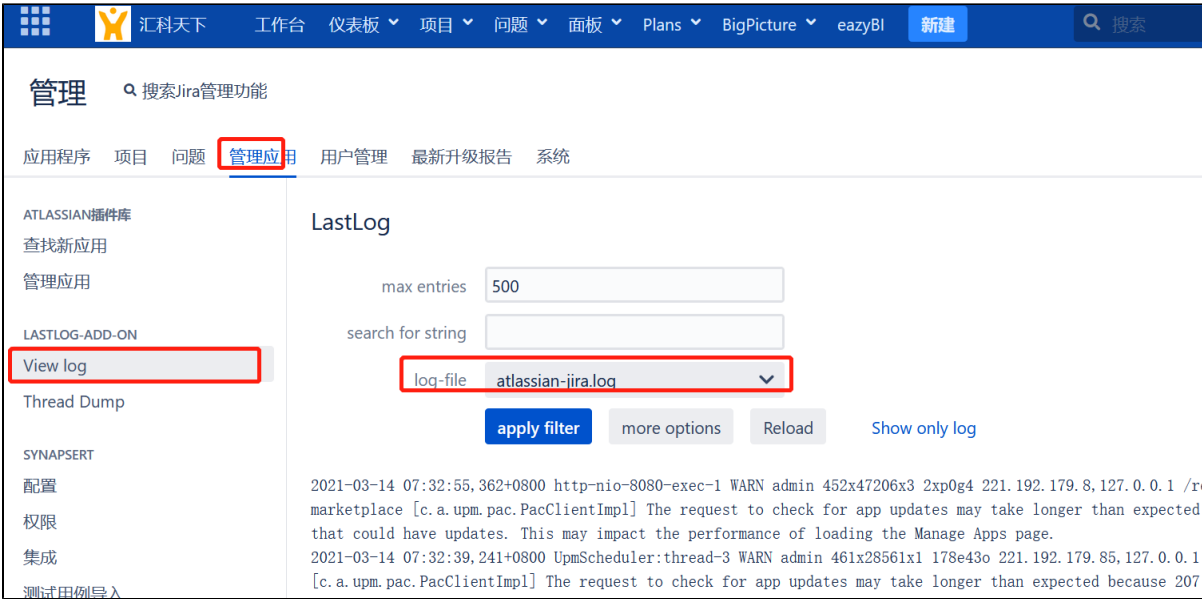 汇科天下 工作台 仪表板 项目 问题 面板 Plans BigPicture eazyBI 新建 搜索
管理 搜索Jira管理功能
应用程序 项目 问题 管理应用 用户管理 最新升级报告 系统
ATLASSIAN插件库
查找新应用
管理应用
LASTLOG-ADD-ON
View log
Thread Dump
SYNAPSERT
配置
权限
集成
测试用例导入
LastLog
max entries 500
search for string
log-file atlassian-jira.log
apply filter more options Reload Show only log
2021-03-14 07:32:55,362+0800 http-nio-8080-exec-1 WARN admin 452x47206x3 2xp0g4 221.192.179.8,127.0.0.1 /re
marketplace [c.a.upm.pac.PacClientImpl] The request to check for app updates may take longer than expected
that could have updates. This may impact the performance of loading the Manage Apps page.
2021-03-14 07:32:39,241+0800 UpmScheduler:thread-3 WARN admin 461x28561x1 178e43o 221.192.179.85,127.0.0.1
[c.a.upm.pac.PacClientImpl] The request to check for app updates may take longer than expected because 207